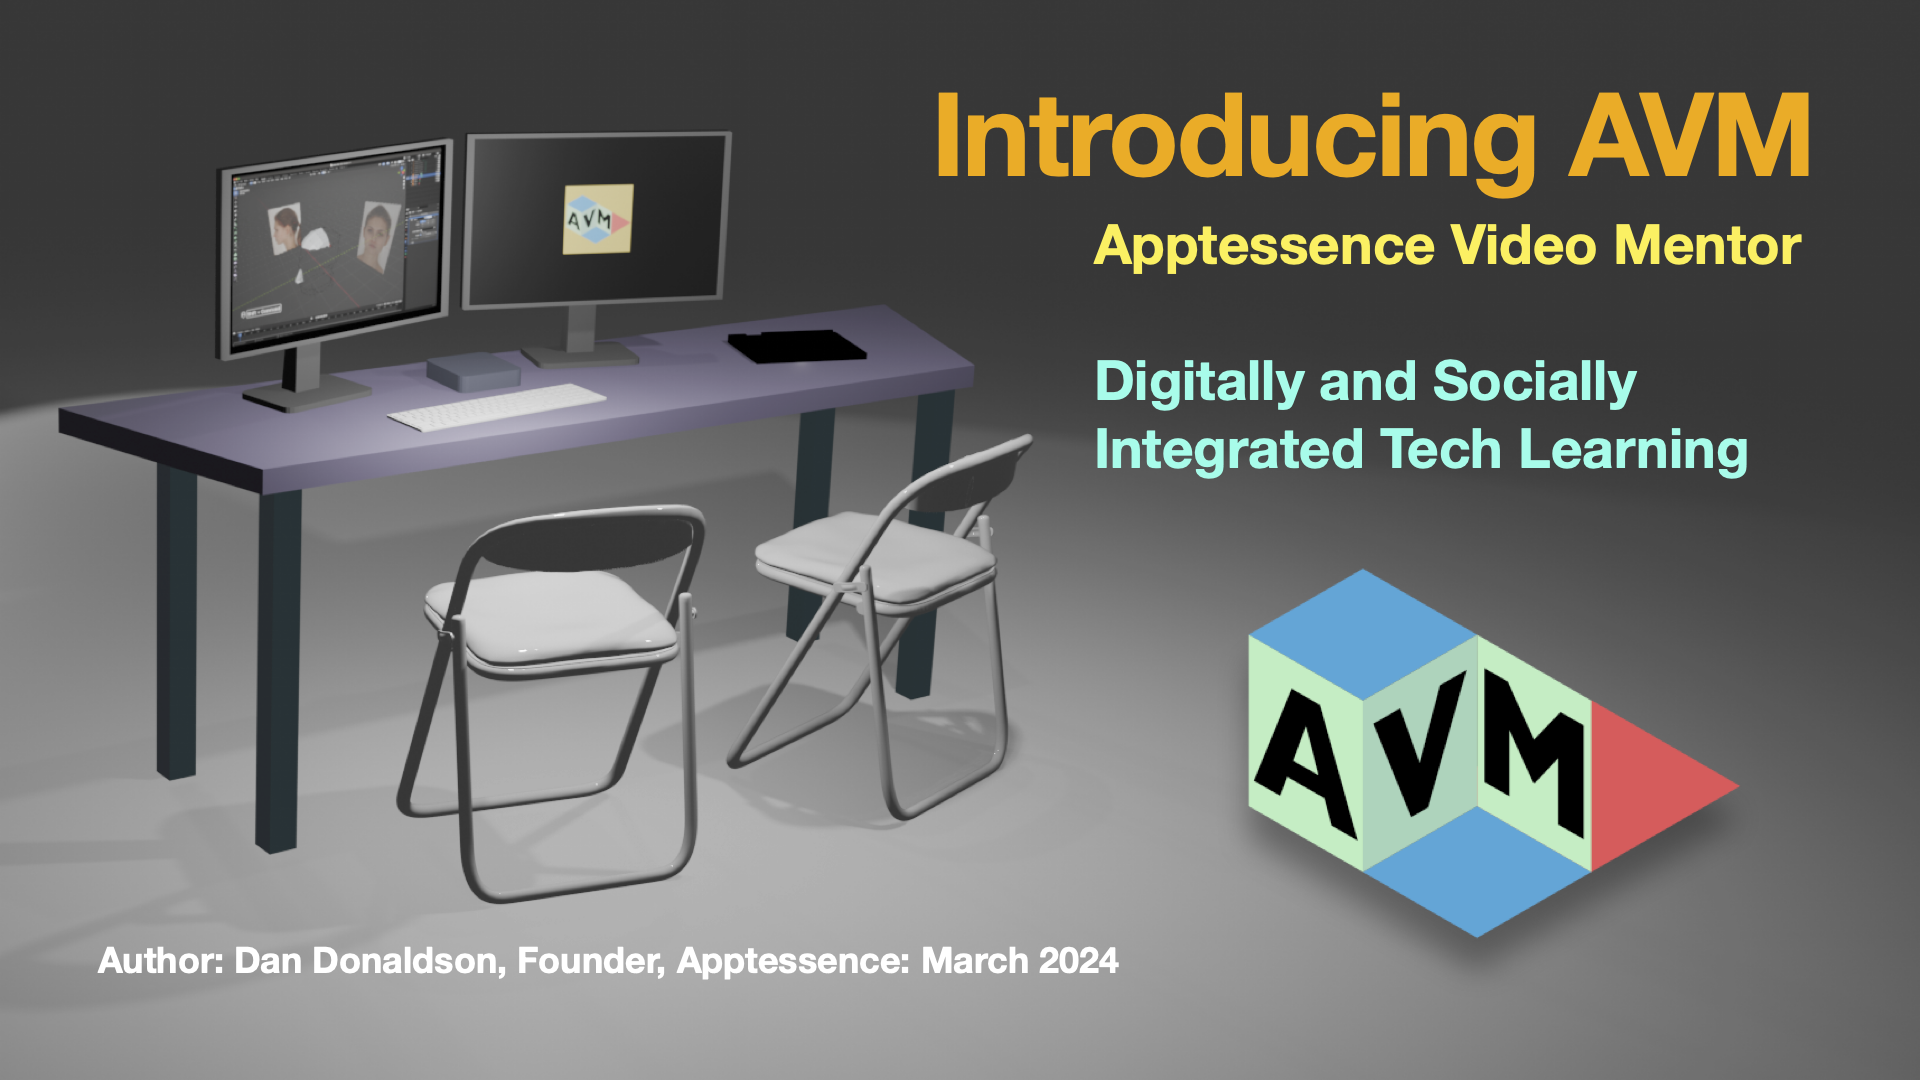 Introducing AVM
Apptessence Video Mentor
Digitally and Socially
Integrated Tech Learning
AVM
AVM
Author: Dan Donaldson, Founder, Apptessence: March 2024